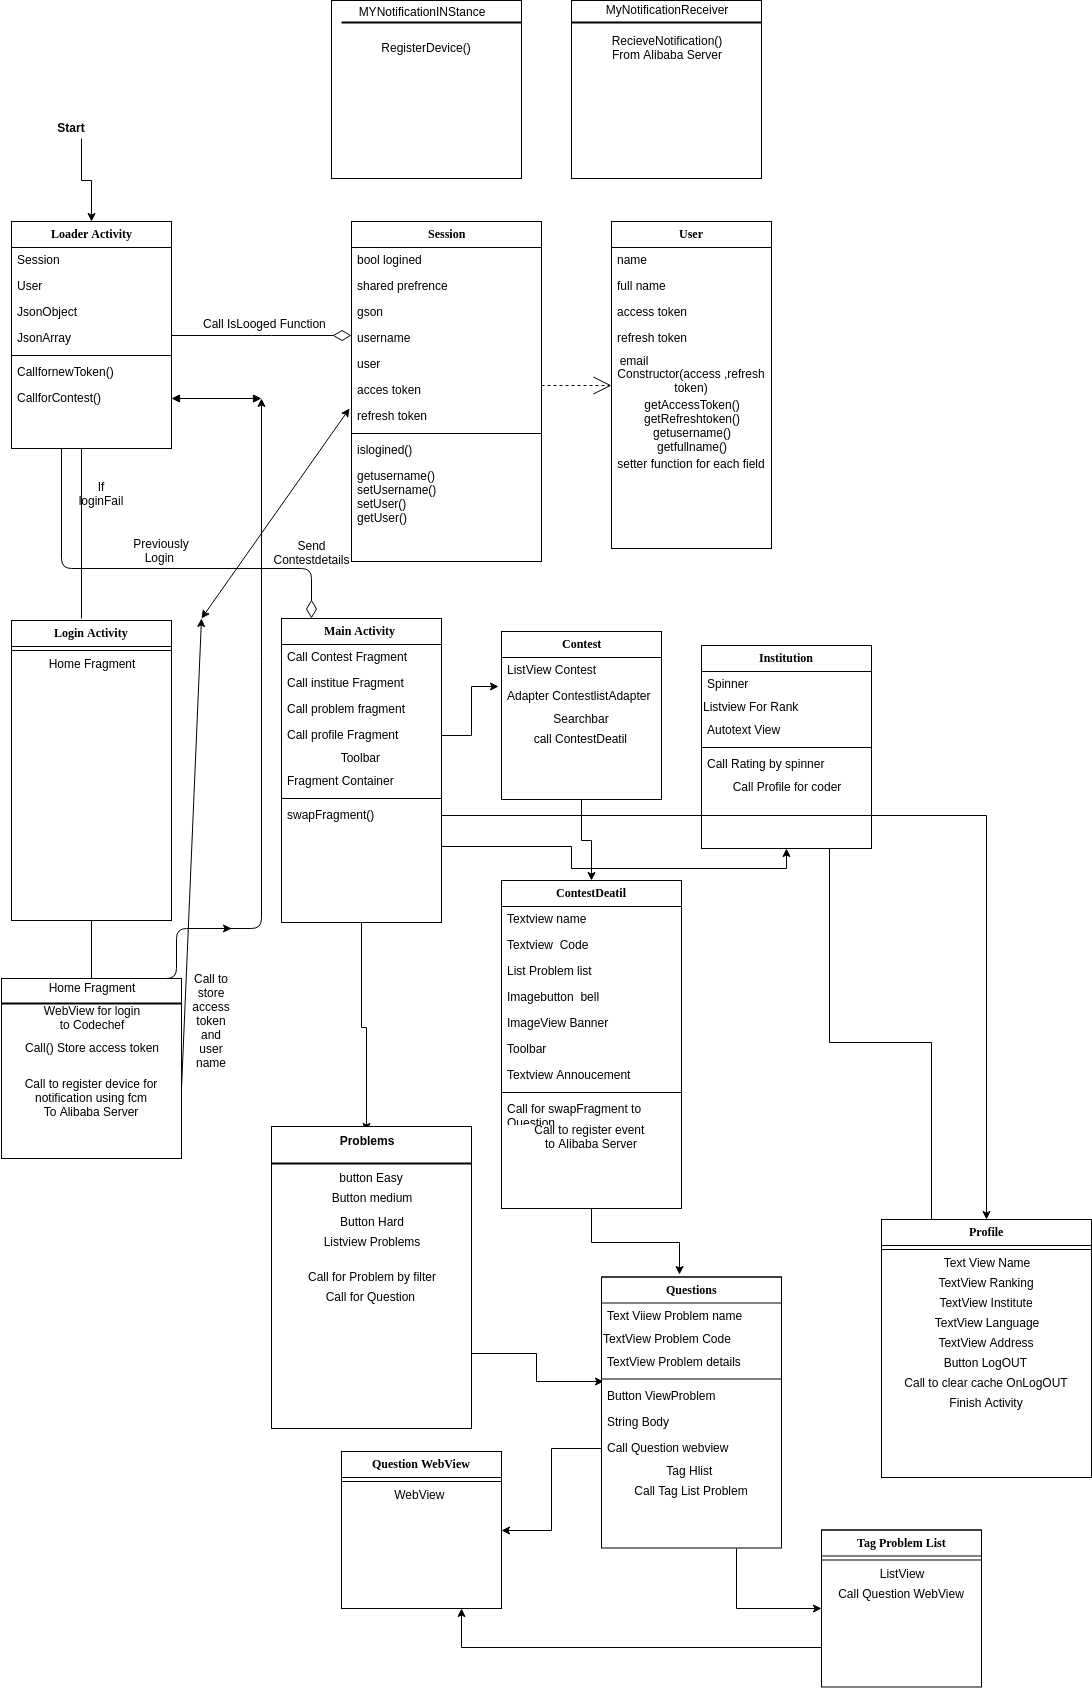 MYNotificationINStance
RegisterDevice()
MyNotificationReceiver
RecieveNotification()
From Alibaba Server
Start
Loader Activity
Session
User
JsonObject
JsonArray
CallfornewToken()
CallforContest()
Call IsLooged Function
Session
bool logined
shared prefrence
gson
username
user
acces token
refresh token
islogined()
getusername()
setUsername()
setUser()
getUser()
User
name
full name
access token
refresh token
email
Constructor(access ,refresh
token)
getAccessToken()
getRefreshtoken()
getusername()
getfullname()
setter function for each field
If
loginFail
Previously
Login
Send
Contestdetails
Login Activity
Home Fragment
Main Activity
Call Contest Fragment
Call institue Fragment
Call problem fragment
Call profile Fragment
Toolbar
Fragment Container
swapFragment()
Contest
ListView Contest
Adapter ContestlistAdapter
Searchbar
call ContestDeatil
Institution
Spinner
Listview For Rank
Autotext View
Call Rating by spinner
Call Profile for coder
Home Fragment
WebView for login
to Codechef
Call() Store access token
Call to register device for
notification using fcm
To Alibaba Server
Call to
store
access
token
and
user
name
ContestDeatil
Textview name
Textview  Code
List Problem list
Imagebutton  bell
ImageView Banner
Toolbar
Textview Annoucement
Call for swapFragment to
Question
Call to register event
to Alibaba Server
Problems
button Easy
Button medium
Button Hard
Listview Problems
Call for Problem by filter
Call for Question
Questions
Text Viiew Problem name
TextView Problem Code
TextView Problem details
Button ViewProblem
String Body
Call Question webview
Tag Hlist
Call Tag List Problem
Profile
Text View Name
TextView Ranking
TextView Institute
TextView Language
TextView Address
Button LogOUT
Call to clear cache OnLogOUT
Finish Activity
Question WebView
WebView
Tag Problem List
ListView
Call Question WebView